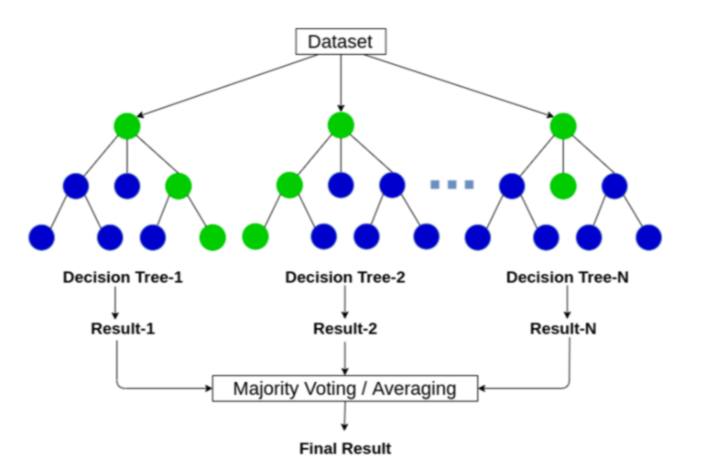 Dataset
Decision Tree-1
Decision Tree-2
Decision Tree-N
Result-1
Result-2
Result-N
Majority Voting / Averaging
Final Result